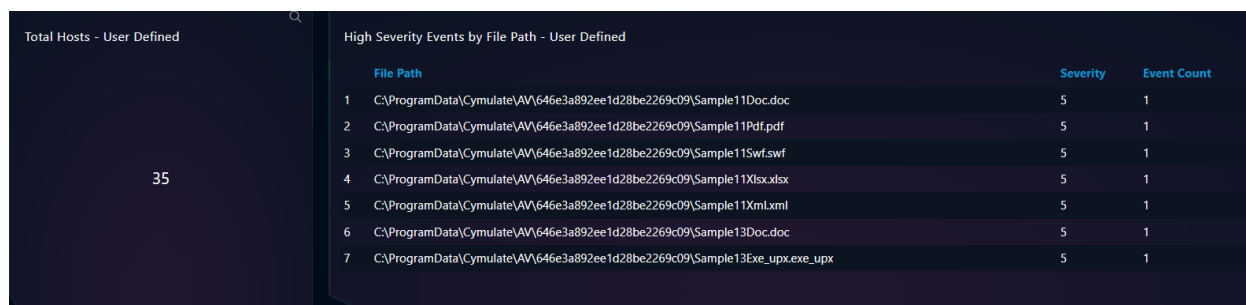 Total Hosts - User Defined
35
High Severity Events by File Path - User Defined
File Path Severity Event Count
1 C:\ProgramData\Cymulate\AV\646e3a892ee1d28be2269c09\Sample11Doc.doc 5 1
2 C:\ProgramData\Cymulate\AV\646e3a892ee1d28be2269c09\Sample11Pdf.pdf 5 1
3 C:\ProgramData\Cymulate\AV\646e3a892ee1d28be2269c09\Sample11Swf.swf 5 1
4 C:\ProgramData\Cymulate\AV\646e3a892ee1d28be2269c09\Sample11Xlsx.xlsx 5 1
5 C:\ProgramData\Cymulate\AV\646e3a892ee1d28be2269c09\Sample11Xml.xml 5 1
6 C:\ProgramData\Cymulate\AV\646e3a892ee1d28be2269c09\Sample13Doc.doc 5 1
7 C:\ProgramData\Cymulate\AV\646e3a892ee1d28be2269c09\Sample13Exe_upx.exe_upx 5 1